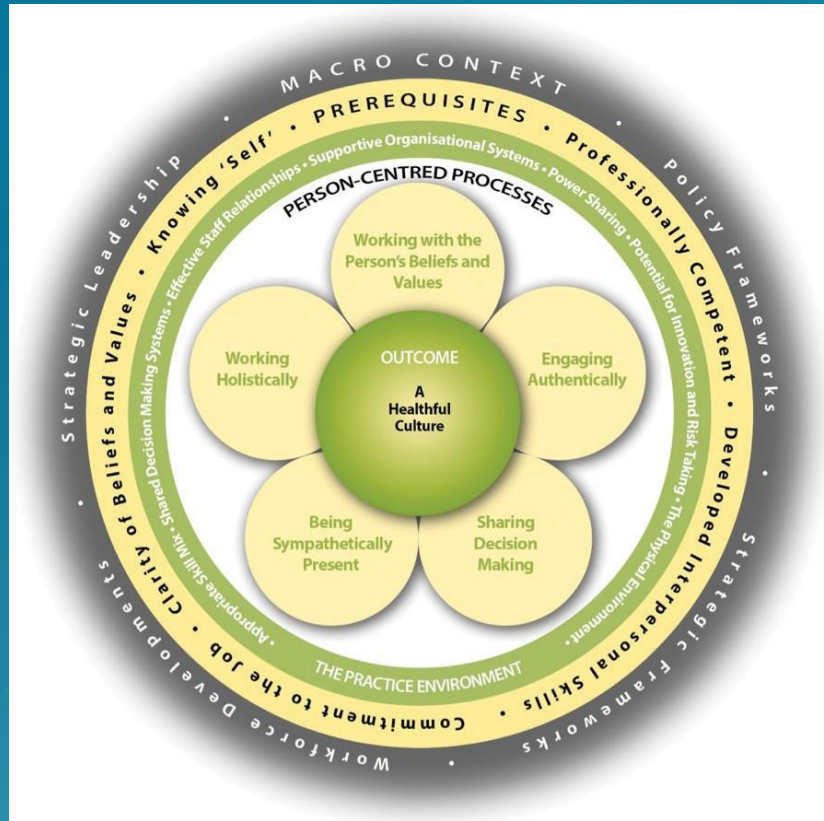 MACRO CONTEXT • Policy Frameworks • Strategic Frameworks • Workforce Developments • Strategic Leadership •
PREREQUISITES • Professionally Competent • Developed Interpersonal Skills • Commitment to the Job • Clarity of Beliefs and Values • Knowing 'Self' •
• Appropriate Skill Mix • Shared Decision Making Systems • Effective Staff Relationships • Supportive Organisational Systems • Power Sharing • Potential for Innovation and Risk Taking • The Physical Environment •
THE PRACTICE ENVIRONMENT
PERSON-CENTRED PROCESSES
Working with the
Person's Beliefs and
Values
Working
Holistically
Engaging
Authentically
OUTCOME
A
Healthful
Culture
Being
Sympathetically
Present
Sharing
Decision
Making